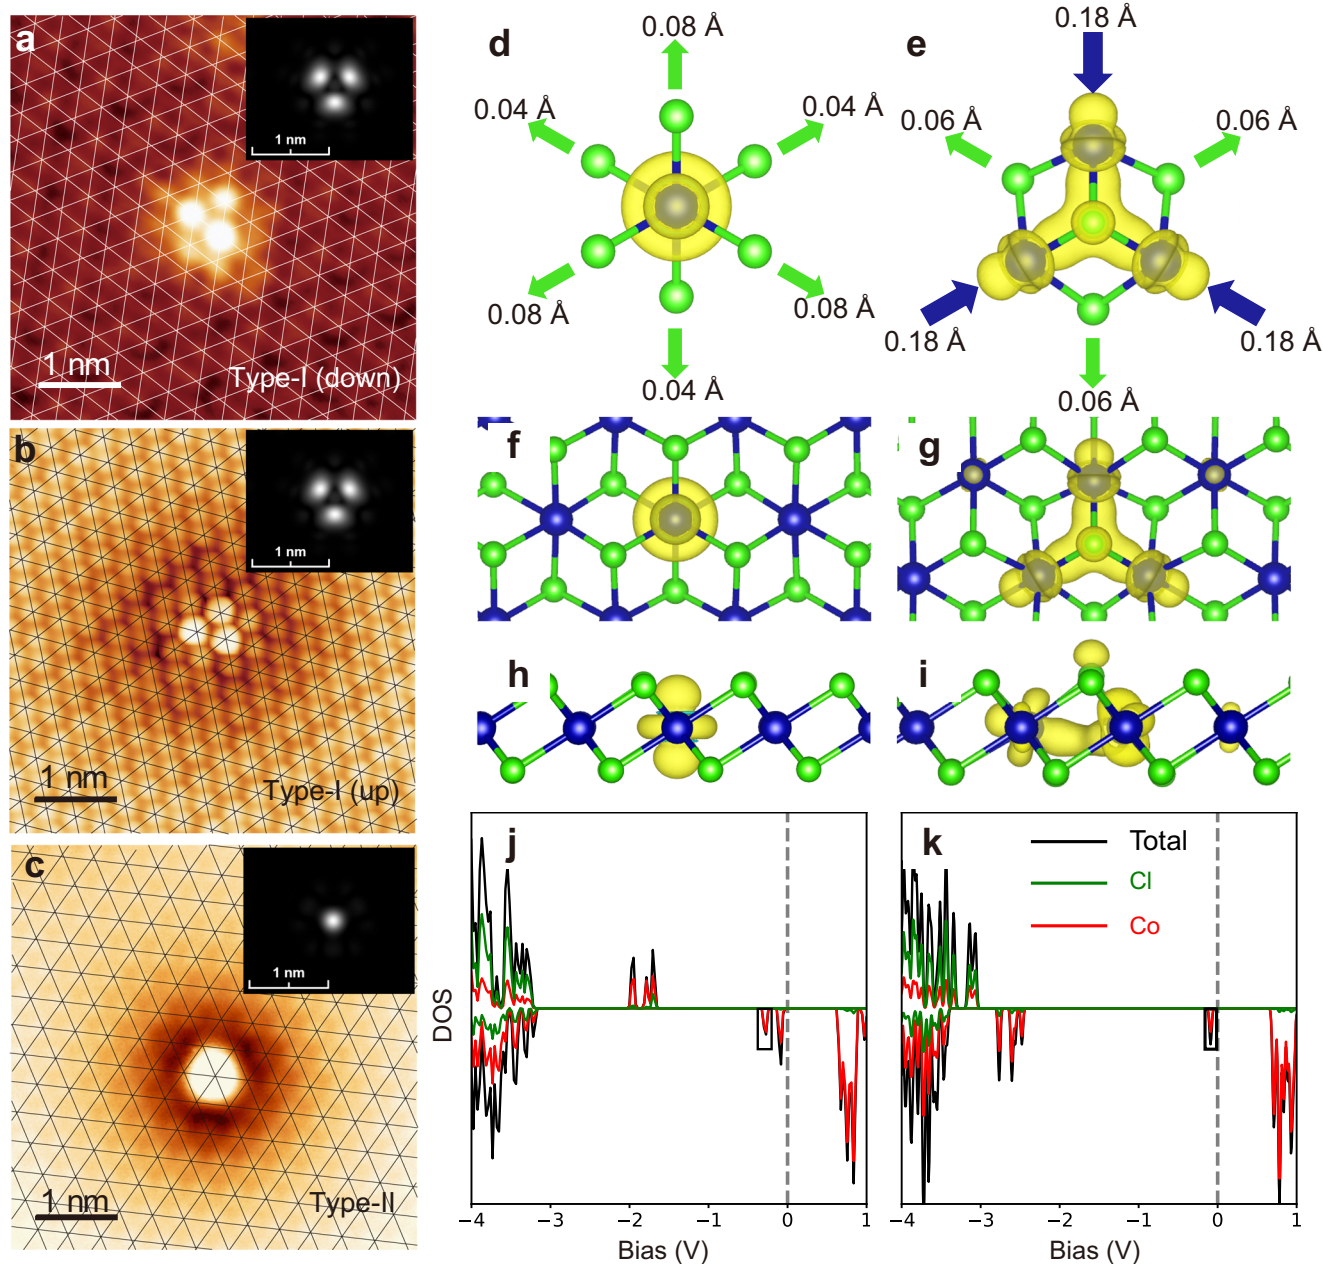 a
1 nm
1 nm
Type-I (down)
b
1 nm
1 nm
Type-I (up)
c
1 nm
1 nm
Type-II
d
0.08 Å
0.04 Å
0.04 Å
0.08 Å
0.08 Å
0.04 Å
e
0.18 Å
0.06 Å
0.06 Å
0.18 Å
0.18 Å
0.06 Å
f
g
h
i
j
DOS
−4 −3 −2 −1 0 1
Bias (V)
k
Total
Cl
Co
−4 −3 −2 −1 0 1
Bias (V)